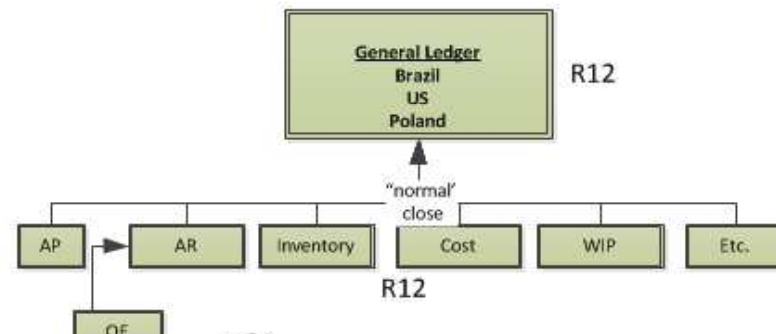 General Ledger
Brazil
US
Poland
R12
"normal'
close
AP
AR
Inventory
Cost
WIP
Etc.
R12
OE